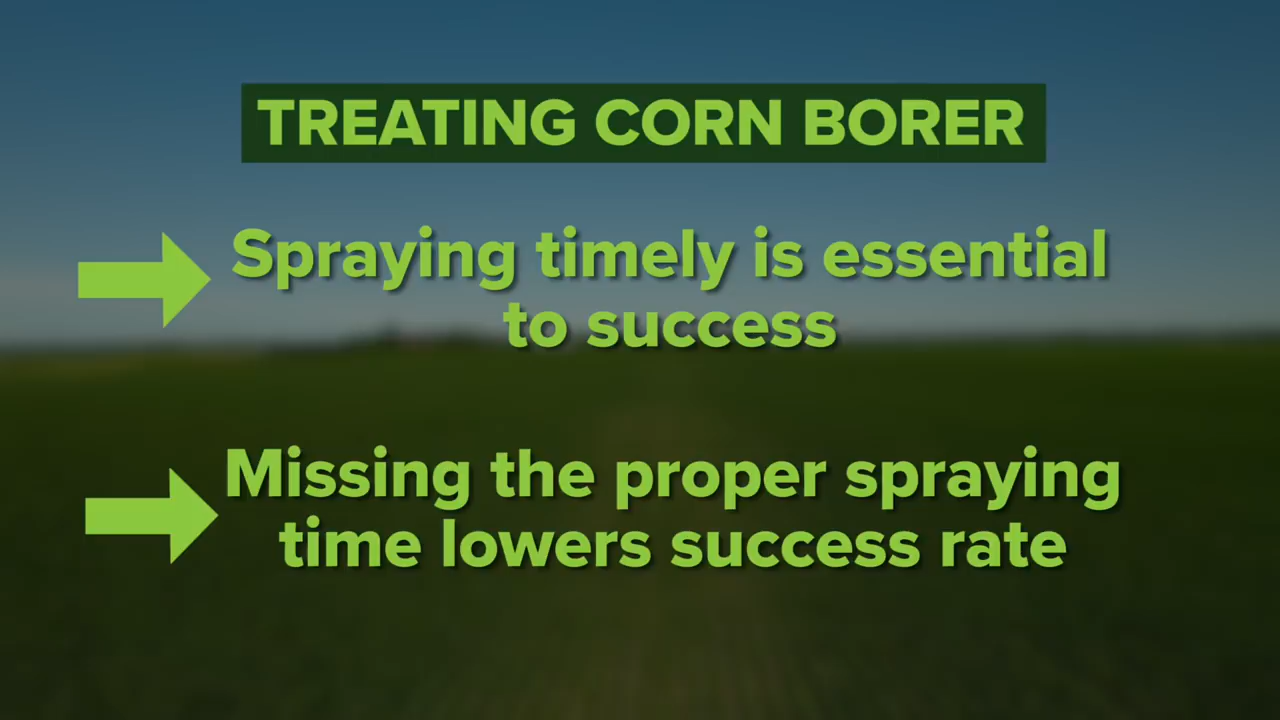 TREATING CORN BORER
Spraying timely is essential
to success
Missing the proper spraying
time lowers success rate